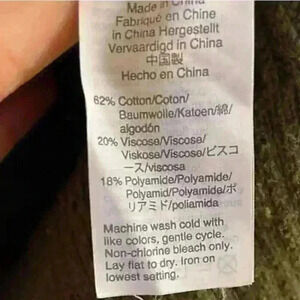 Made in China
Fabriqué en Chine
in China Hergestellt
Vervaardigd in China
中国製
Hecho en China
62% Cotton/Coton/
Baumwolle/Katoen/綿/
algodón
20% Viscose/Viscose/
Viskose/Viscose/ビスコ
ース/viscosa
18% Polyamide/Polyamide/
Polyamid/Polyamide/ポ
リアミド/poliamida
Machine wash cold with
like colors, gentle cycle.
Non-chlorine bleach only.
Lay flat to dry. Iron on
lowest setting.